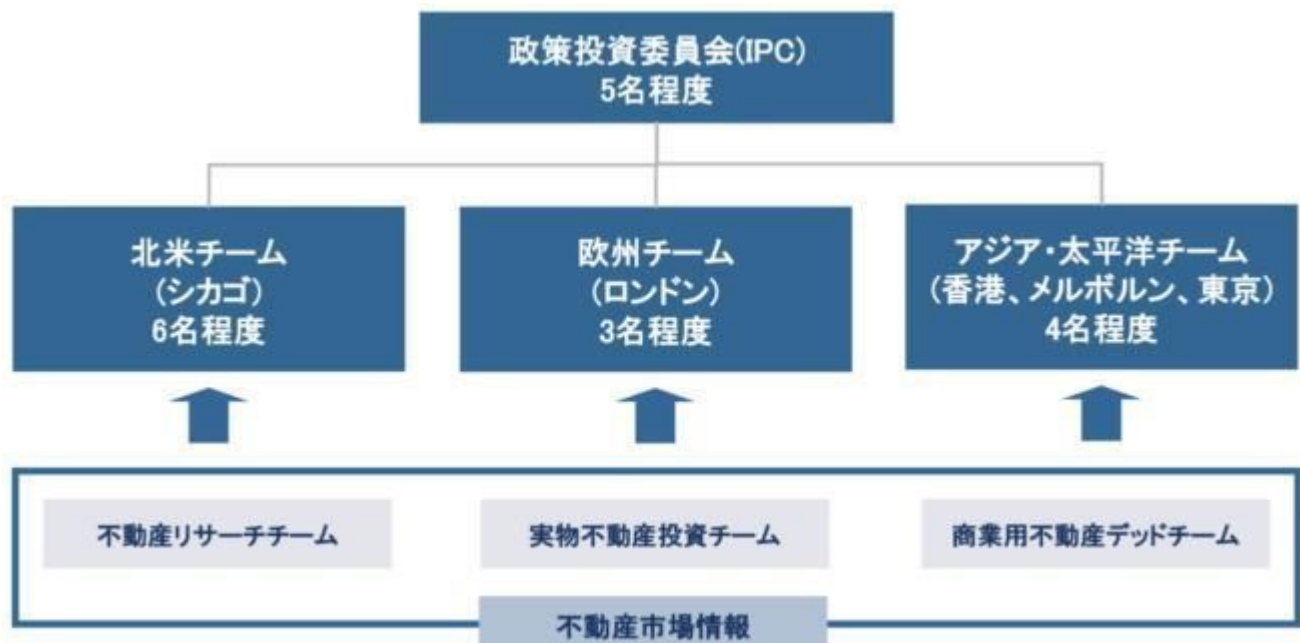 政策投資委員会(IPC)
5名程度
北米チーム
(シカゴ)
6名程度
欧州チーム
(ロンドン)
3名程度
アジア・太平洋チーム
(香港、メルボルン、東京)
4名程度
不動産リサーチチーム
実物不動産投資チーム
商業用不動産デッドチーム
不動産市場情報